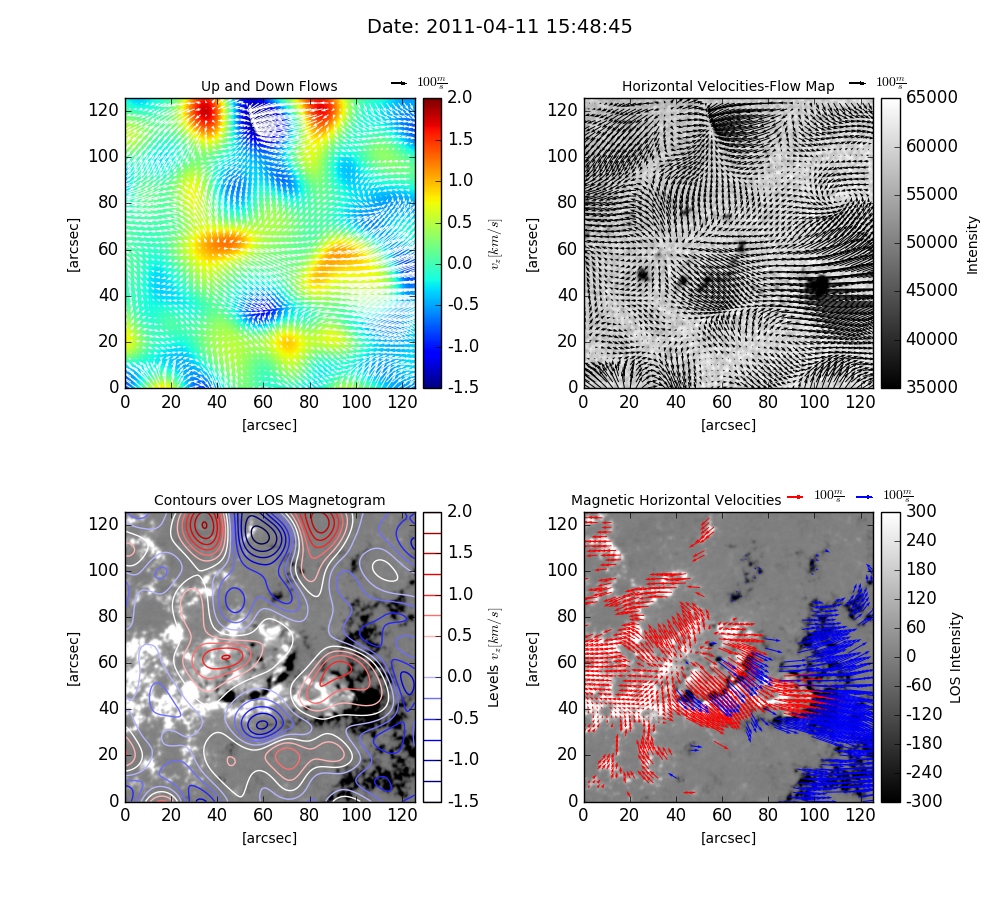 Date: 2011-04-11 15:48:45
Up and Down Flows
100 m/s
120
100
80
60
40
20
0
0 20 40 60 80 100 120
[arcsec]
[arcsec]
2.0
1.5
1.0
0.5
0.0
-0.5
-1.0
-1.5
v_z[km/s]
Horizontal Velocities-Flow Map
100 m/s
120
100
80
60
40
20
0
0 20 40 60 80 100 120
[arcsec]
[arcsec]
65000
60000
55000
50000
45000
40000
35000
Intensity
Contours over LOS Magnetogram
120
100
80
60
40
20
0
0 20 40 60 80 100 120
[arcsec]
[arcsec]
2.0
1.5
1.0
0.5
0.0
-0.5
-1.0
-1.5
Levels v_z[km/s]
Magnetic Horizontal Velocities
100 m/s
100 m/s
120
100
80
60
40
20
0
0 20 40 60 80 100 120
[arcsec]
[arcsec]
300
240
180
120
60
0
-60
-120
-180
-240
-300
LOS Intensity